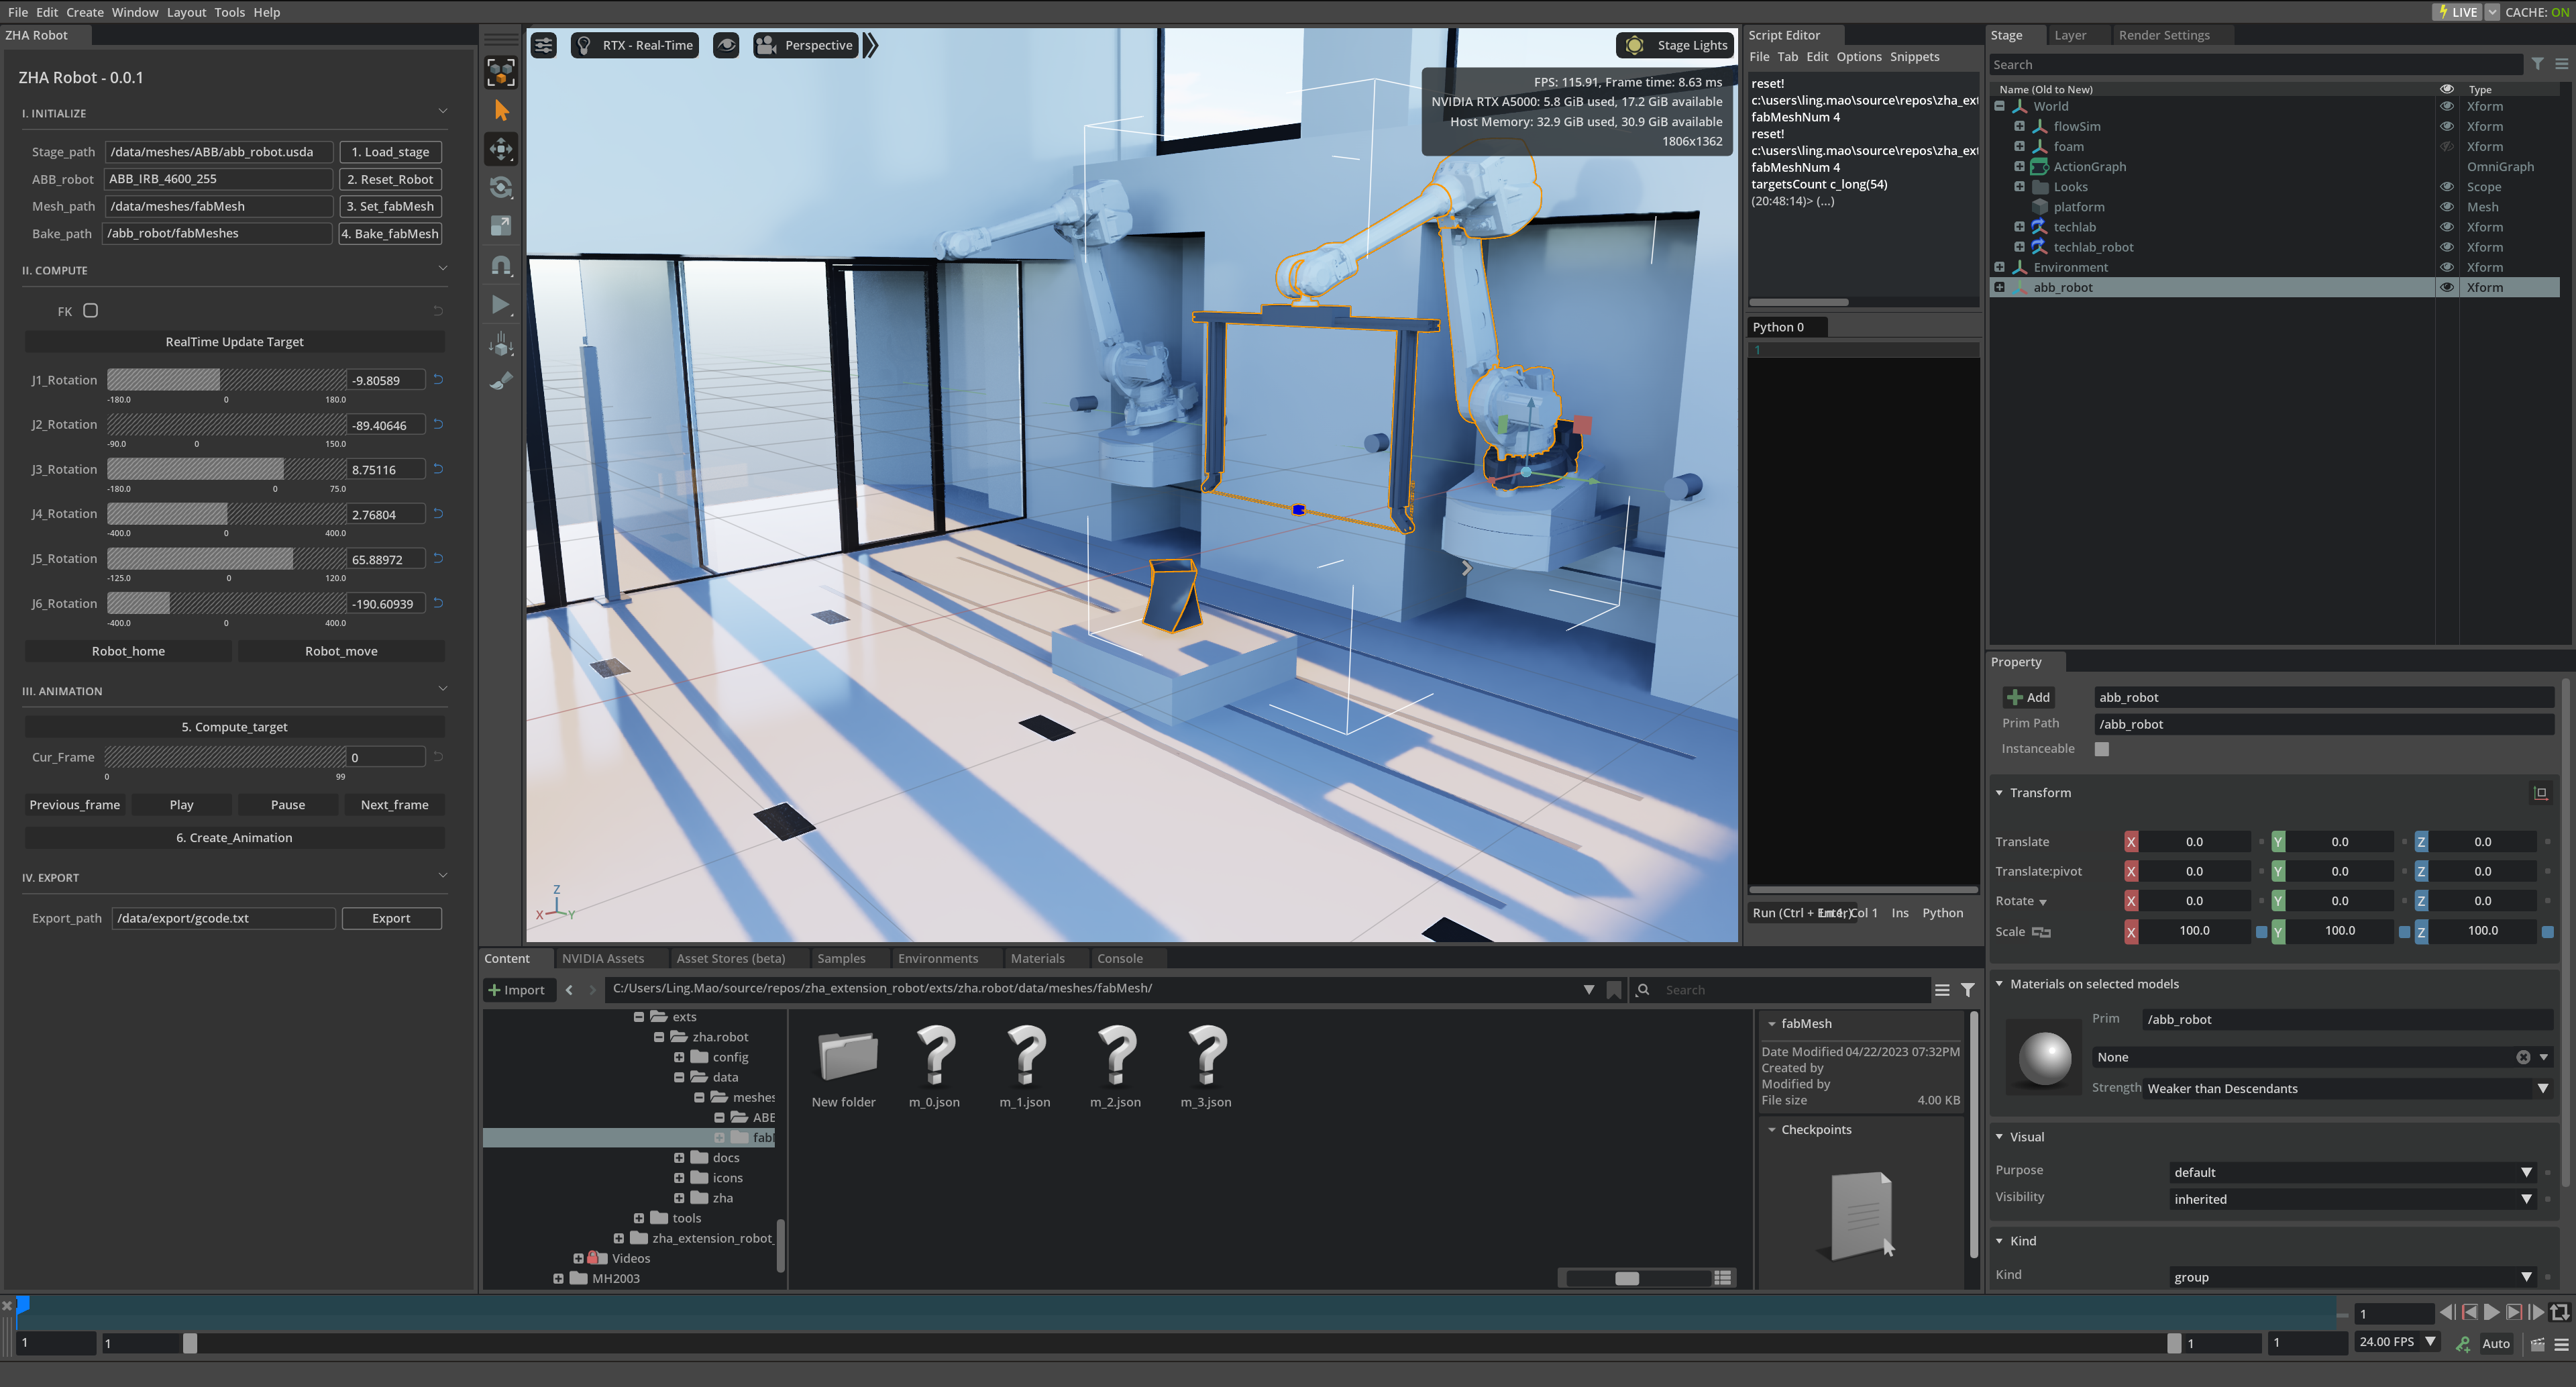 File Edit Create Window Layout Tools Help
LIVE CACHE: ON
ZHA Robot
ZHA Robot - 0.0.1
I. INITIALIZE
Stage_path /data/meshes/ABB/abb_robot.usda 1. Load_stage
ABB_robot ABB_IRB_4600_255 2. Reset_Robot
Mesh_path /data/meshes/fabMesh 3. Set_fabMesh
Bake_path /abb_robot/fabMeshes 4. Bake_fabMesh
II. COMPUTE
FK
RealTime Update Target
J1_Rotation -9.80589
-180.0 0 180.0
J2_Rotation -89.40646
-90.0 0 150.0
J3_Rotation 8.75116
-180.0 0 75.0
J4_Rotation 2.76804
-400.0 0 400.0
J5_Rotation 65.88972
-125.0 0 120.0
J6_Rotation -190.60939
-400.0 0 400.0
Robot_home Robot_move
III. ANIMATION
5. Compute_target
Cur_Frame 0
0 99
Previous_frame Play Pause Next_frame
6. Create_Animation
IV. EXPORT
Export_path /data/export/gcode.txt Export
RTX - Real-Time Perspective Stage Lights
FPS: 115.91, Frame time: 8.63 ms
NVIDIA RTX A5000: 5.8 GiB used, 17.2 GiB available
Host Memory: 32.9 GiB used, 30.9 GiB available
1806x1362
Z
X Y
Script Editor
File Tab Edit Options Snippets
reset!
c:\users\ling.mao\source\repos\zha_ext
fabMeshNum 4
reset!
c:\users\ling.mao\source\repos\zha_ext
fabMeshNum 4
targetsCount c_long(54)
(20:48:14)> (...)
Python 0
1
Run (Ctrl + Enter) Col 1 Ins Python
Stage Layer Render Settings
Search
Name (Old to New) Type
World Xform
flowSim Xform
foam Xform
ActionGraph OmniGraph
Looks Scope
platform Mesh
techlab Xform
techlab_robot Xform
Environment Xform
abb_robot Xform
Property
Add abb_robot
Prim Path /abb_robot
Instanceable
Transform
Translate X 0.0 Y 0.0 Z 0.0
Translate:pivot X 0.0 Y 0.0 Z 0.0
Rotate X 0.0 Y 0.0 Z 0.0
Scale X 100.0 Y 100.0 Z 100.0
Materials on selected models
Prim /abb_robot
None
Strength Weaker than Descendants
Visual
Purpose default
Visibility inherited
Kind
Kind group
Content NVIDIA Assets Asset Stores (beta) Samples Environments Materials Console
Import C:/Users/Ling.Mao/source/repos/zha_extension_robot/exts/zha.robot/data/meshes/fabMesh/ Search
exts
zha.robot
config
data
meshes
ABB
fabl
docs
icons
zha
tools
zha_extension_robot_
Videos
MH2003
New folder m_0.json m_1.json m_2.json m_3.json
fabMesh
Date Modified 04/22/2023 07:32PM
Created by
Modified by
File size 4.00 KB
Checkpoints
1
1 1 1 1 24.00 FPS Auto